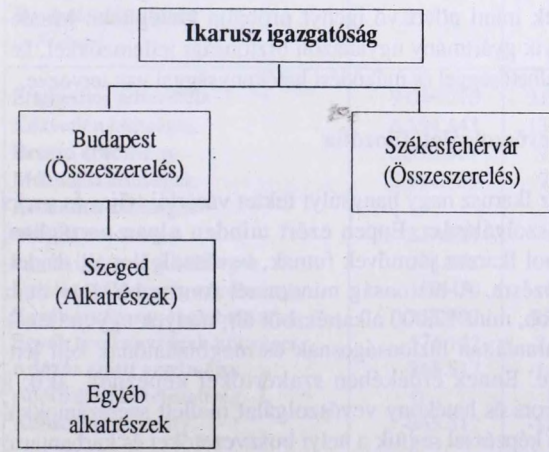 Ikarusz igazgatóság
Budapest
(Összeszerelés)
Székesfehérvár
(Összeszerelés)
Szeged
(Alkatrészek)
Egyéb
alkatrészek